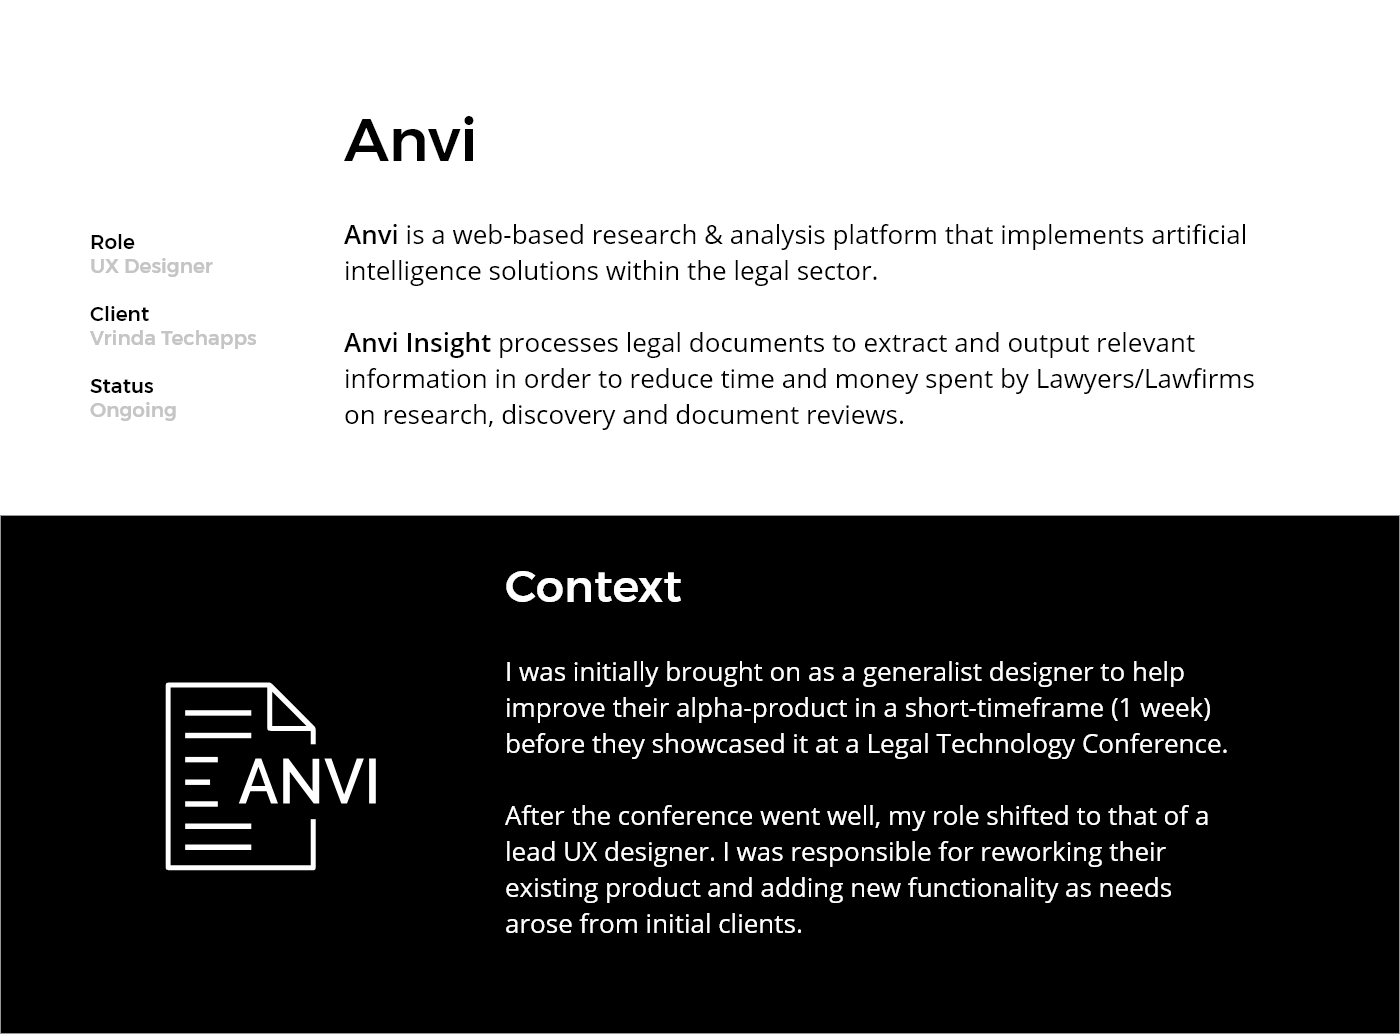 Anvi
Role
UX Designer
Client
Vrinda Techapps
Status
Ongoing
Anvi is a web-based research & analysis platform that implements artificial
intelligence solutions within the legal sector.
Anvi Insight processes legal documents to extract and output relevant
information in order to reduce time and money spent by Lawyers/Lawfirms
on research, discovery and document reviews.
ANVI
Context
I was initially brought on as a generalist designer to help
improve their alpha-product in a short-timeframe (1 week)
before they showcased it at a Legal Technology Conference.
After the conference went well, my role shifted to that of a
lead UX designer. I was responsible for reworking their
existing product and adding new functionality as needs
arose from initial clients.